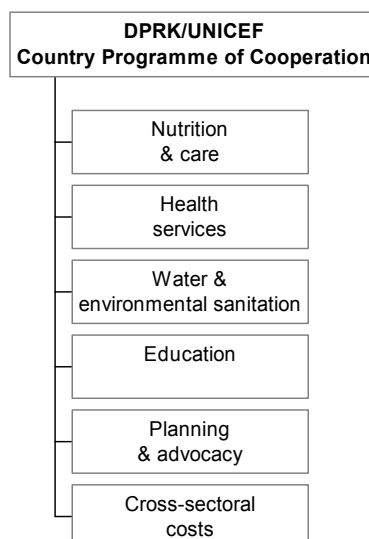 DPRK/UNICEF
Country Programme of Cooperation
Nutrition
& care
Health
services
Water &
environmental sanitation
Education
Planning
& advocacy
Cross-sectoral
costs